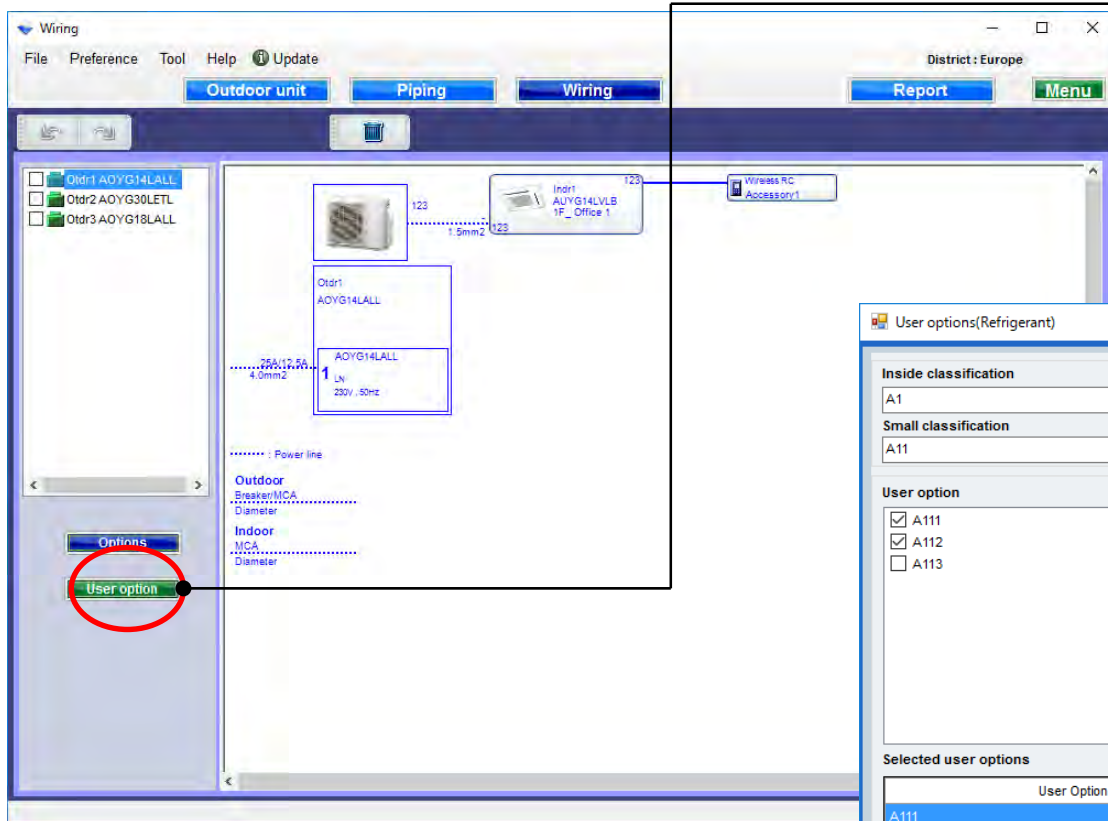 Wiring
File Preference Tool Help Update
District : Europe
Outdoor unit Piping Wiring Report Menu
Otdr1 AOYG14LALL
Otdr2 AOYG30LETL
Otdr3 AOYG18LALL
123
1.5mm2
123
Indr1
AUYG14LVLB
1F_ Office 1
123
Wireless RC
Accessory1
Otdr1
AOYG14LALL
25A/12.5A
4.0mm2
AOYG14LALL
1 LN
230V , 50Hz
: Power line
Outdoor
Breaker/MCA
Diameter
Indoor
MCA
Diameter
Options
User option
User options(Refrigerant)
Inside classification
A1
Small classification
A11
User option
A111
A112
A113
Selected user options
User Option
A111